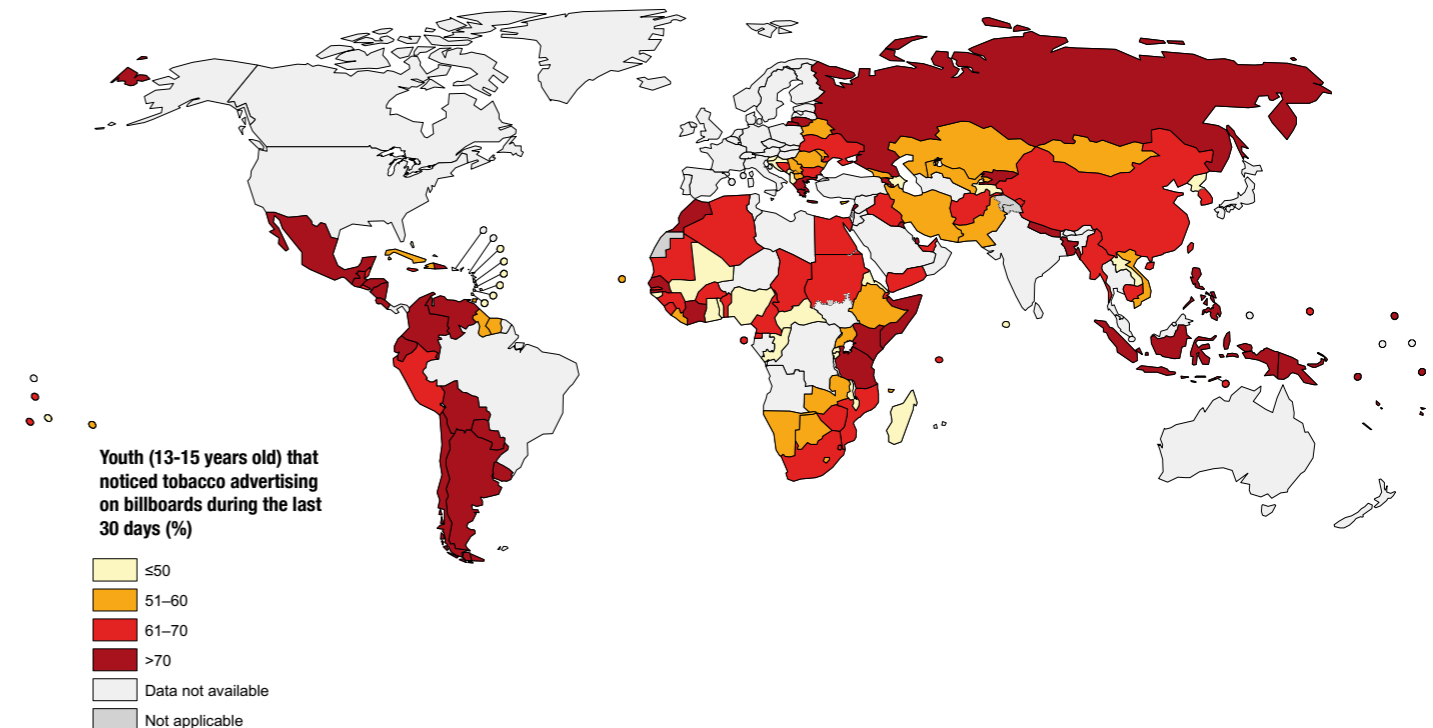 Youth (13-15 years old) that
noticed tobacco advertising
on billboards during the last
30 days (%)
≤50
51–60
61–70
>70
Data not available
Not applicable